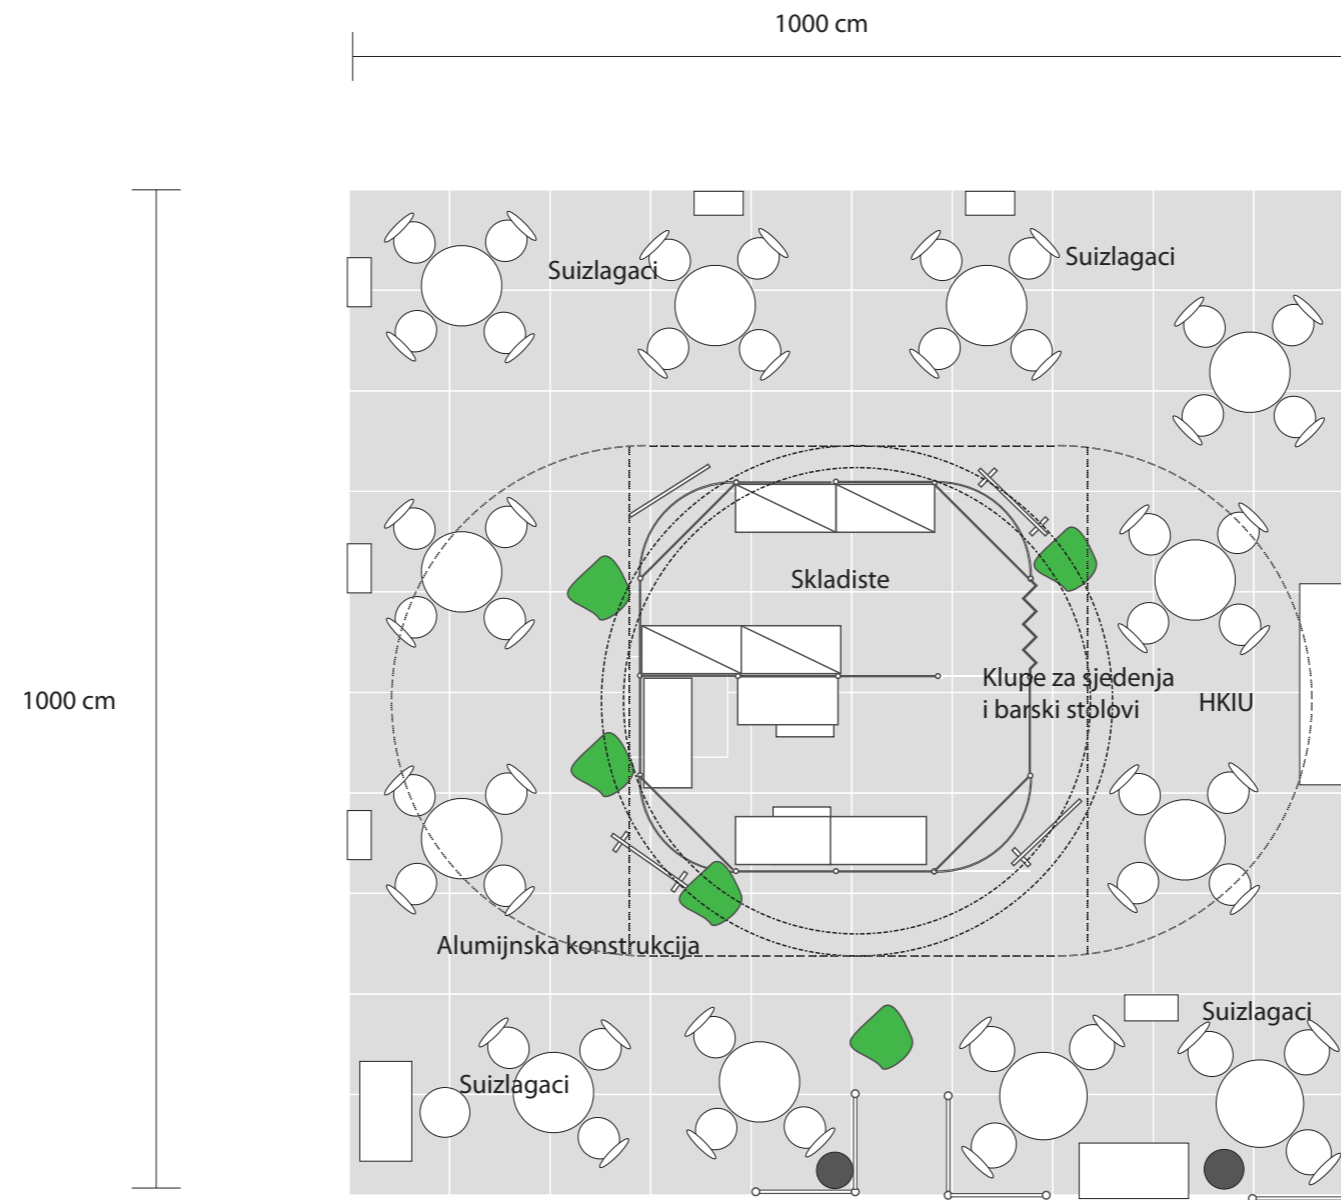 1000 cm
Suizlagaci
Suizlagaci
Skladiste
Klupe za sjedenja
i barski stolovi
HKIU
1000 cm
Alumijnska konstrukcija
Suizlagaci
Suizlagaci